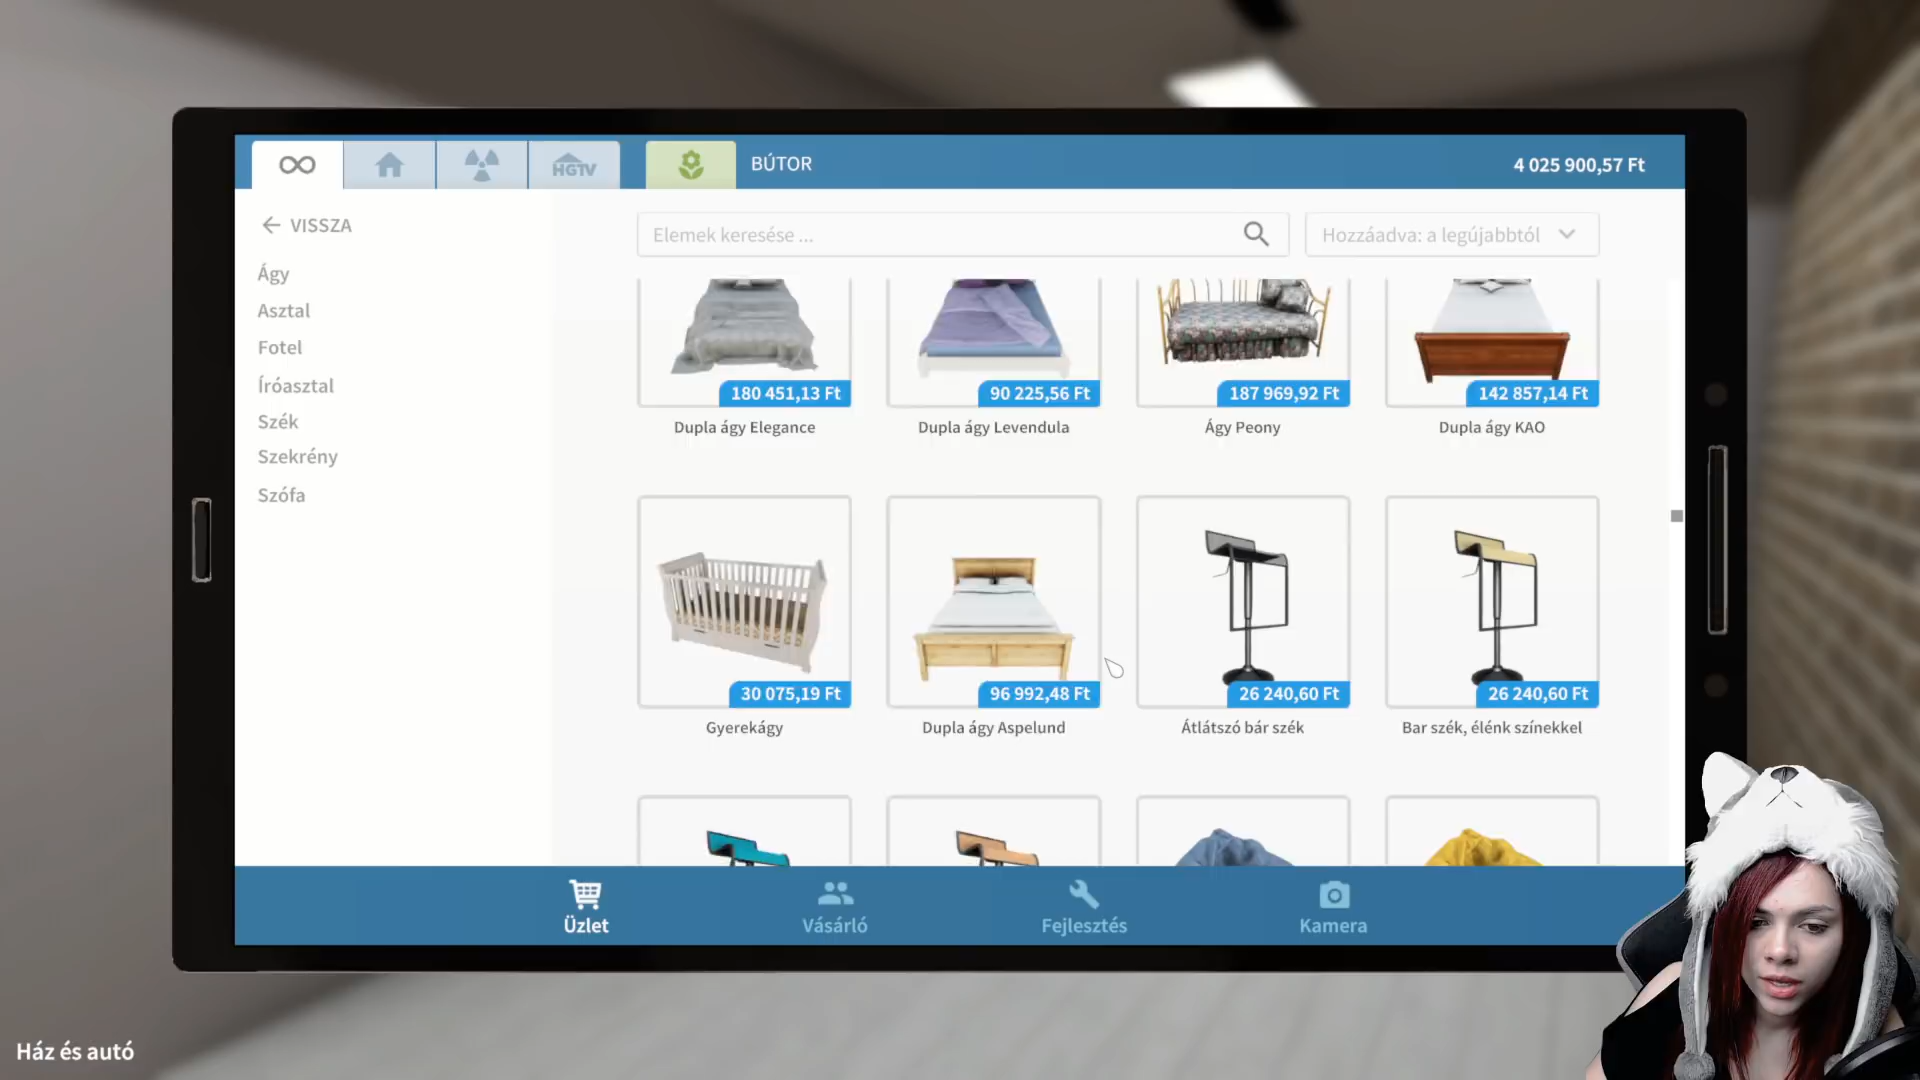 HGTV
BÚTOR
4 025 900,57 Ft
VISSZA
Elemek keresése ...
Hozzáadva: a legújabbtól
Ágy
Asztal
Fotel
Íróasztal
Szék
Szekrény
Szófa
180 451,13 Ft
90 225,56 Ft
187 969,92 Ft
142 857,14 Ft
Dupla ágy Elegance
Dupla ágy Levendula
Ágy Peony
Dupla ágy KAO
30 075,19 Ft
96 992,48 Ft
26 240,60 Ft
26 240,60 Ft
Gyerekágy
Dupla ágy Aspelund
Átlátszó bár szék
Bar szék, élénk színekkel
Üzlet
Vásárló
Fejlesztés
Kamera
Ház és autó